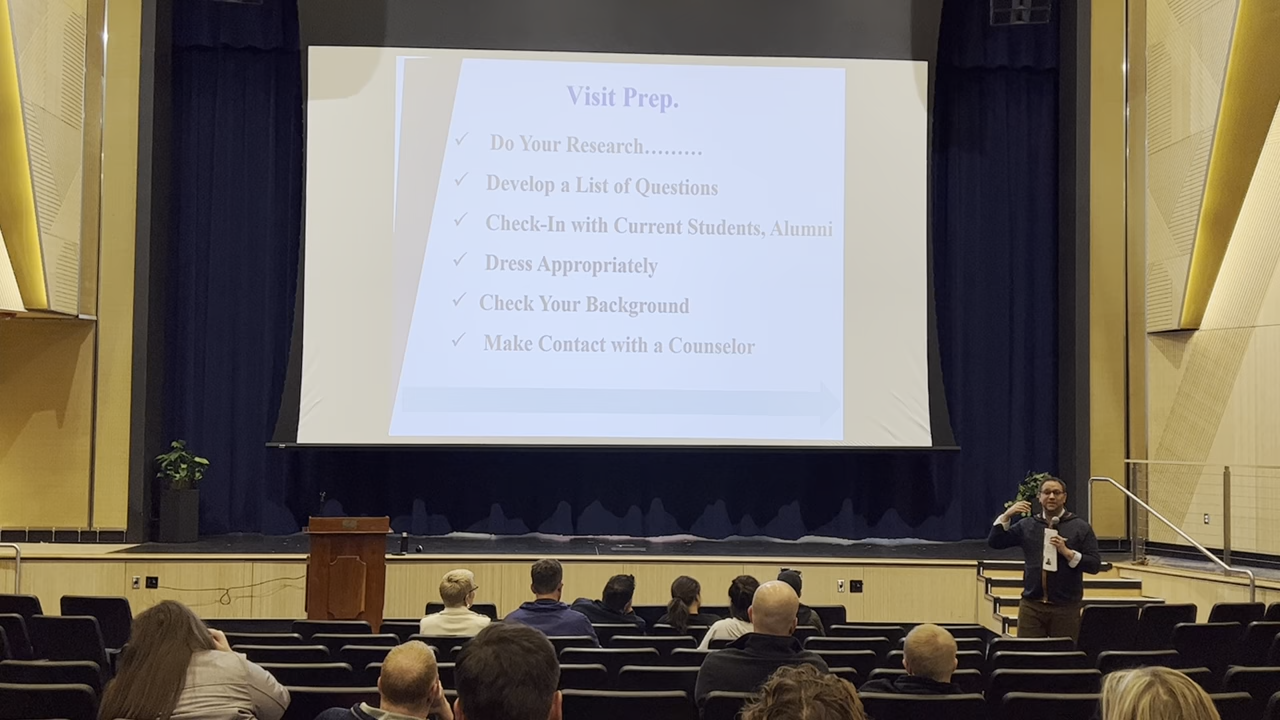 Visit Prep.
✓ Do Your Research.........
✓ Develop a List of Questions
✓ Check-In with Current Students, Alumni
✓ Dress Appropriately
✓ Check Your Background
✓ Make Contact with a Counselor